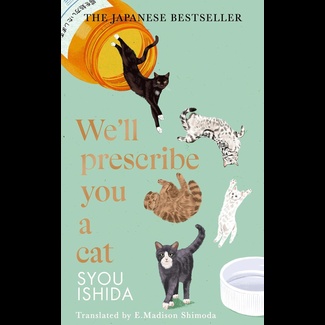 THE JAPANESE BESTSELLER
We'll
prescribe
you
a
cat
SYOU
ISHIDA
Translated by E.Madison Shimoda